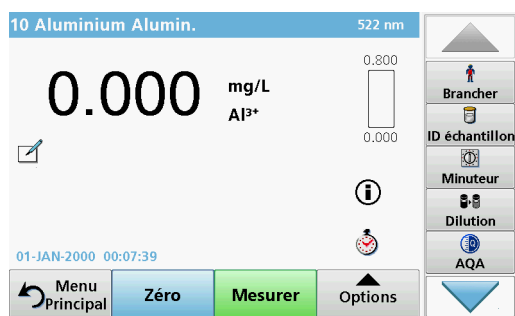 10 Aluminium Alumin. 522 nm
0.000 mg/L
Al³⁺
0.800
0.000
01-JAN-2000 00:07:39
Menu Principal
Zéro
Mesurer
Options
Brancher
ID échantillon
Minuteur
Dilution
AQA